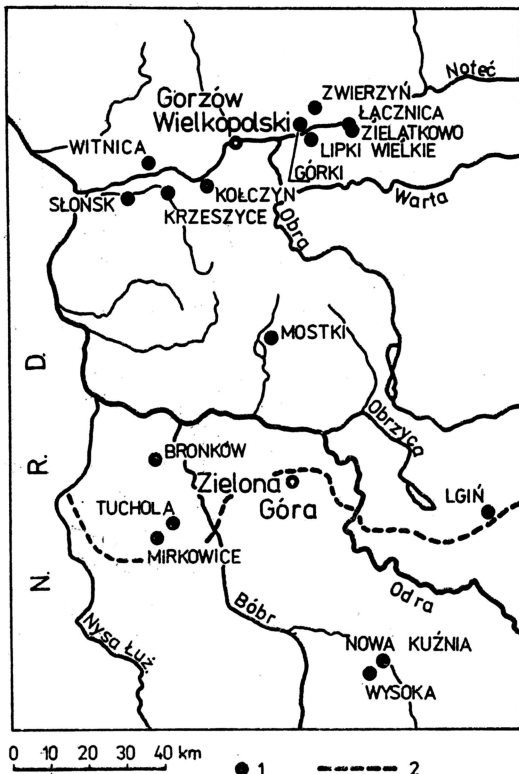 Noteć
ZWIERZYŃ
Gorzów
Wielkopolski
ŁĄCZNICA
ZIELĄTKOWO
WITNICA
LIPKI WIELKIE
GÓRKI
KOŁCZYN
SŁOŃSK
KRZESZYCE
Warta
Obra
MOSTKI
D.
Obrzyca
BRONKÓW
R.
Zielona
Góra
LGIŃ
TUCHOLA
MIRKOWICE
N.
Odra
Bóbr
Nysa Łuż.
NOWA KUŹNIA
WYSOKA
0 10 20 40 km
1
2